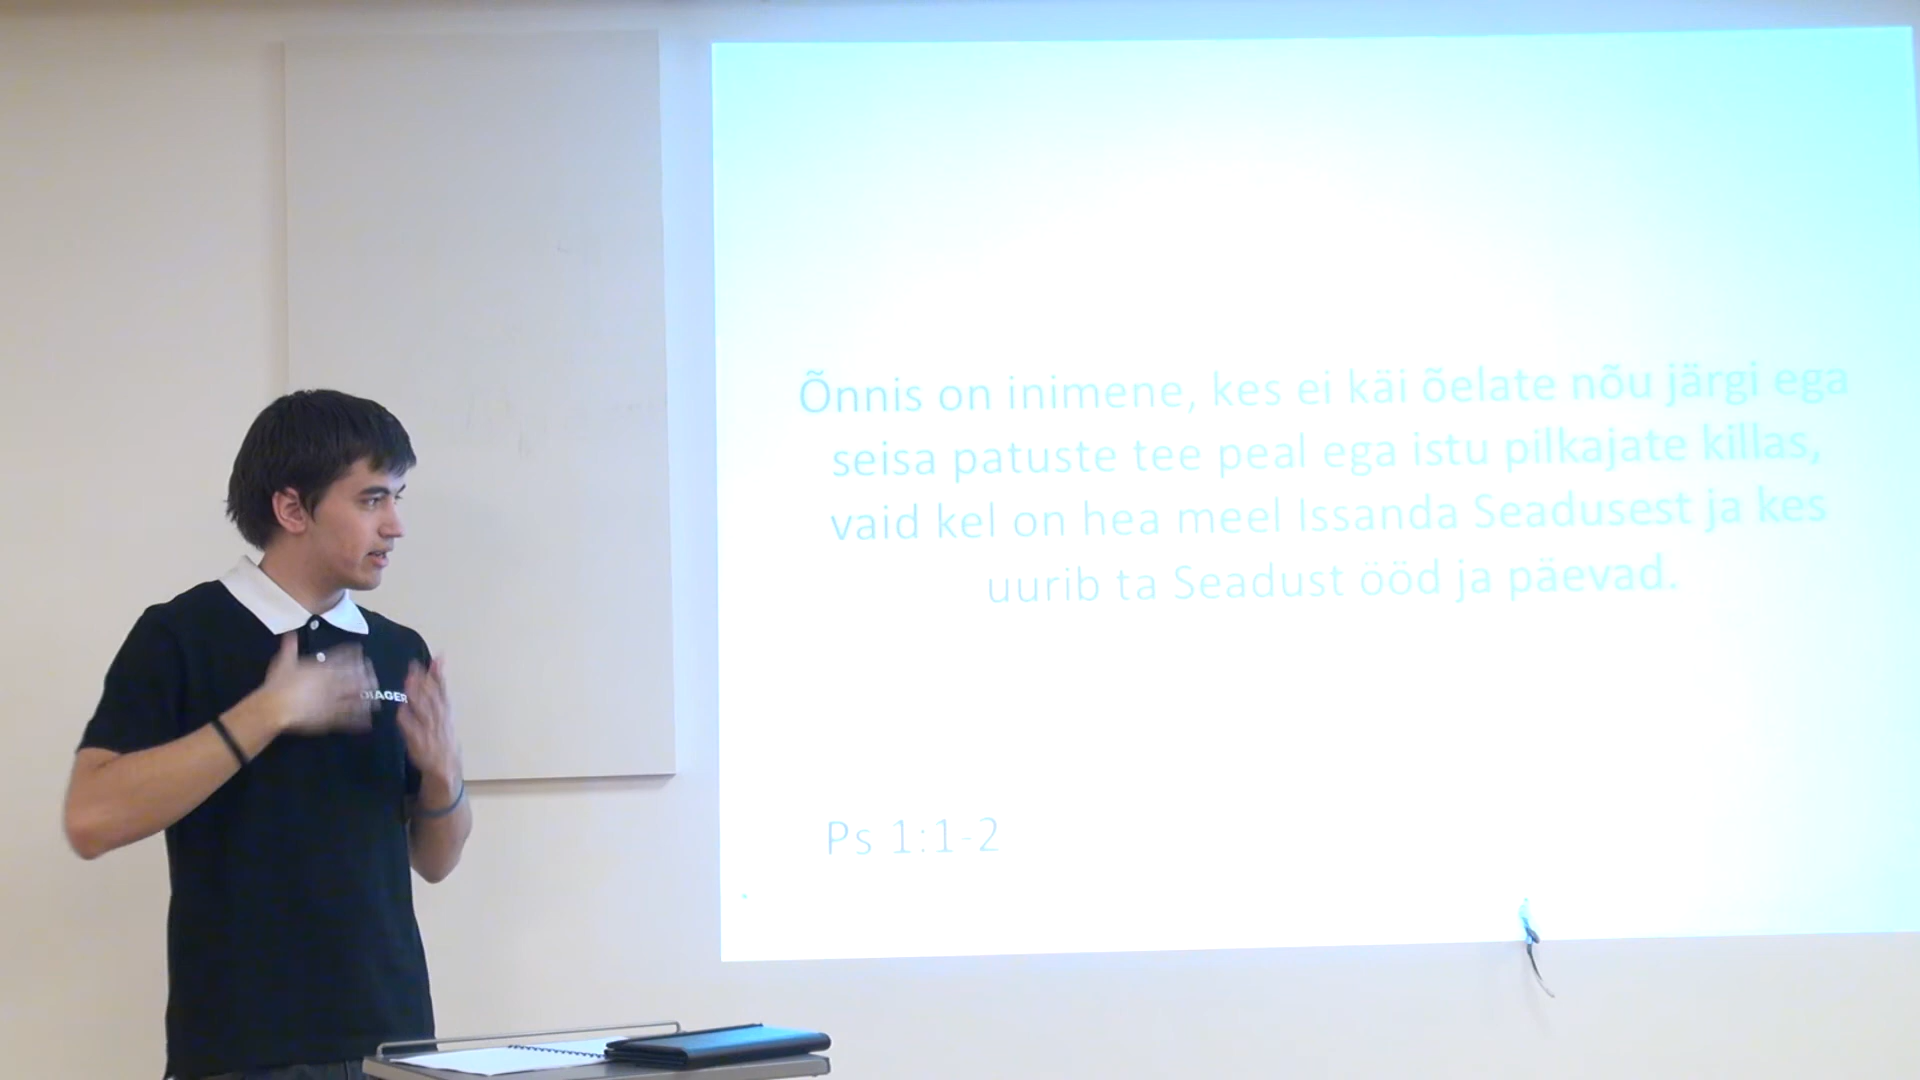 Õnnis on inimene, kes ei käi õelate nõu järgi ega
seisa patuste tee peal ega istu pilkajate killas,
vaid kel on hea meel Issanda Seadusest ja kes
uurib ta Seadust ööd ja päevad.
Ps 1:1-2